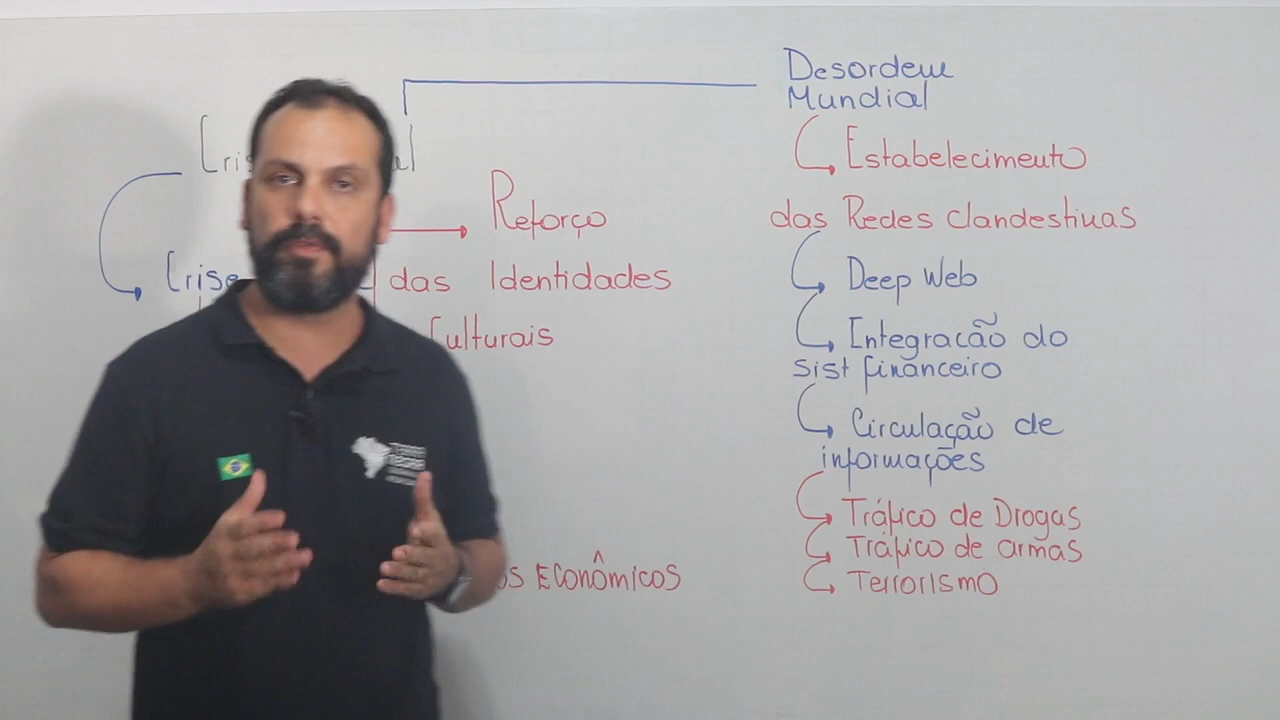 Desordem
Mundial
Estabelecimento
das Redes clandestinas
Deep Web
Integração do
sist financeiro
Circulação de
informações
Tráfico de Drogas
Tráfico de armas
Terrorismo
Reforço
Crise
das Identidades
Culturais
Econômicos